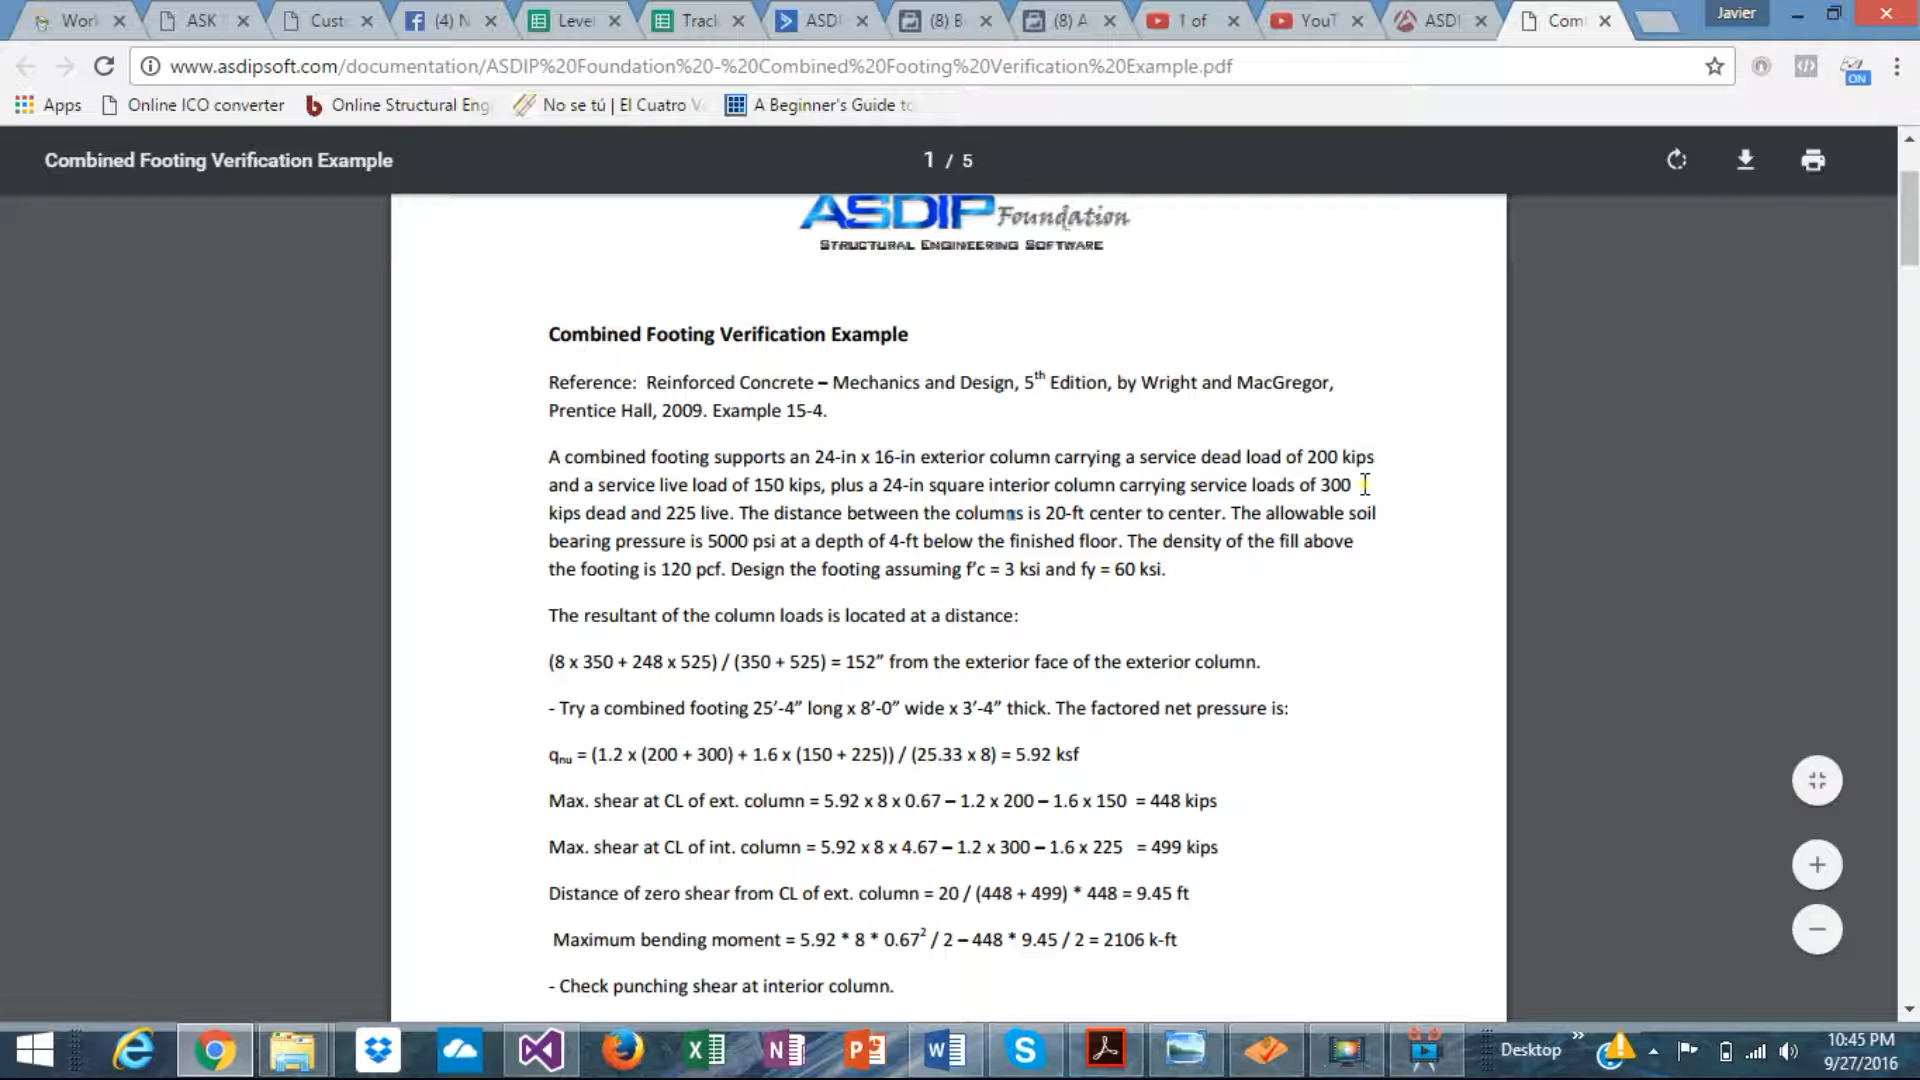 Work
ASK
Cust
(4) N
Level
Track
ASDI
(8) B
(8) A
1 of
YouT
ASDI
Com
Javier
www.asdipsoft.com/documentation/ASDIP%20Foundation%20-%20Combined%20Footing%20Verification%20Example.pdf
ON
Apps
Online ICO converter
Online Structural Eng
No se tú | El Cuatro V
A Beginner's Guide to
Combined Footing Verification Example
1 / 5
ASDIP Foundation
STRUCTURAL ENGINEERING SOFTWARE
Combined Footing Verification Example
Reference: Reinforced Concrete – Mechanics and Design, 5th Edition, by Wright and MacGregor,
Prentice Hall, 2009. Example 15-4.
A combined footing supports an 24-in x 16-in exterior column carrying a service dead load of 200 kips
and a service live load of 150 kips, plus a 24-in square interior column carrying service loads of 300
kips dead and 225 live. The distance between the columns is 20-ft center to center. The allowable soil
bearing pressure is 5000 psi at a depth of 4-ft below the finished floor. The density of the fill above
the footing is 120 pcf. Design the footing assuming f'c = 3 ksi and fy = 60 ksi.
The resultant of the column loads is located at a distance:
(8 x 350 + 248 x 525) / (350 + 525) = 152” from the exterior face of the exterior column.
- Try a combined footing 25’-4” long x 8’-0” wide x 3’-4” thick. The factored net pressure is:
qnu = (1.2 x (200 + 300) + 1.6 x (150 + 225)) / (25.33 x 8) = 5.92 ksf
Max. shear at CL of ext. column = 5.92 x 8 x 0.67 – 1.2 x 200 – 1.6 x 150 = 448 kips
Max. shear at CL of int. column = 5.92 x 8 x 4.67 – 1.2 x 300 – 1.6 x 225 = 499 kips
Distance of zero shear from CL of ext. column = 20 / (448 + 499) * 448 = 9.45 ft
Maximum bending moment = 5.92 * 8 * 0.67² / 2 – 448 * 9.45 / 2 = 2106 k-ft
- Check punching shear at interior column.
Desktop
10:45 PM
9/27/2016